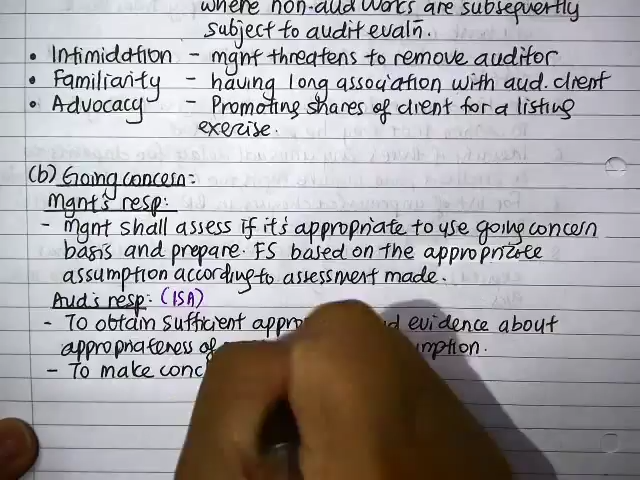 where non-aud works are subsequently
subject to audit evaln.
• Intimidation - mgnt threatens to remove auditor
• Familiarity - having long association with aud. client
• Advocacy - Promoting shares of client for a listing
exercise.
(b) Going concern:
Mgnt's resp:
- mgnt shall assess if it's appropriate to use going concern
basis and prepare FS based on the appropriate
assumption according to assessment made.
Aud's resp: (ISA)
- To obtain sufficient evidence about
appropriateness of
- To make